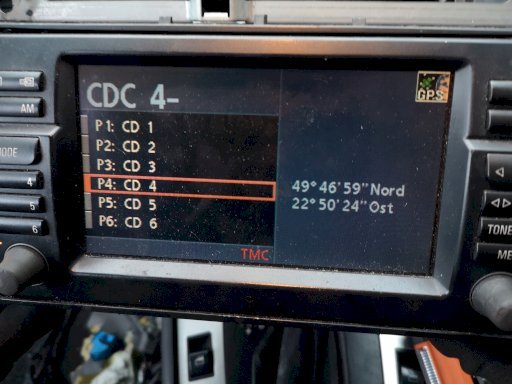 CDC 4-
GPS
P1: CD 1
P2: CD 2
P3: CD 3
P4: CD 4
P5: CD 5
P6: CD 6
49° 46'59"Nord
22° 50'24"Ost
TMC
AM
MODE
4
5
6
TONE